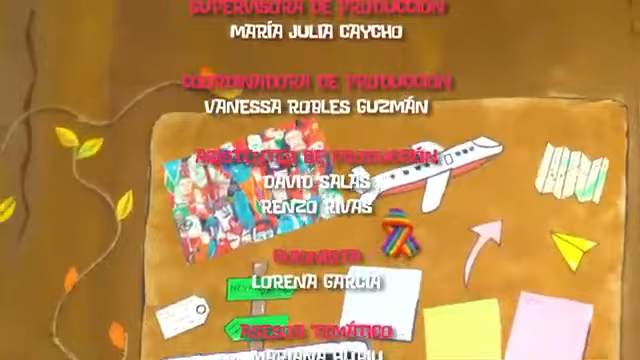 SUPERVISORA DE PRODUCCIÓN
MARÍA JULIA CAYCHO
COORDINADORA DE PRODUCCIÓN
VANESSA ROBLES GUZMÁN
ASISTENTES DE PRODUCCIÓN
DAVID SALAS
RENZO RIVAS
GUIONISTA
LORENA GARCÍA
ASESOR TEMÁTICO
MARIANA